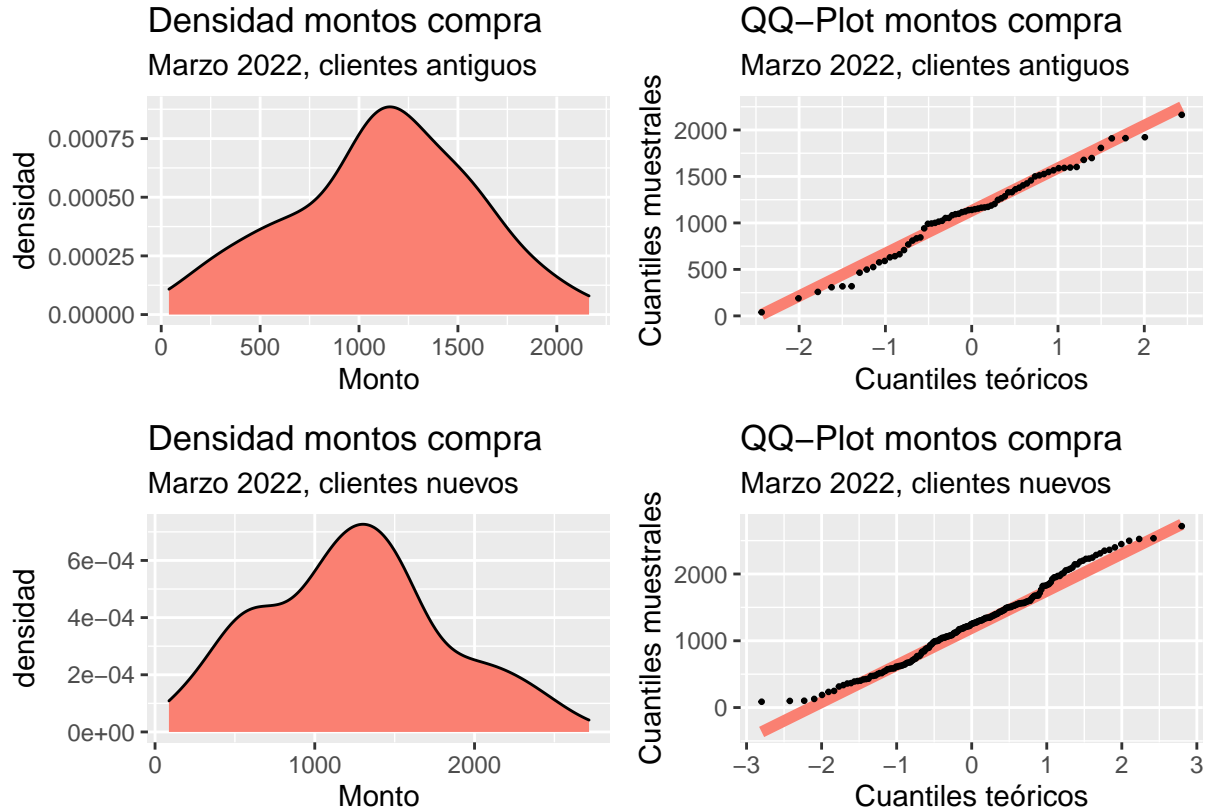 Densidad montos compra
Marzo 2022, clientes antiguos
densidad
0.00075
0.00050
0.00025
0.00000
0 500 1000 1500 2000
Monto
QQ−Plot montos compra
Marzo 2022, clientes antiguos
Cuantiles muestrales
2000
1500
1000
500
0
−2 −1 0 1 2
Cuantiles teóricos
Densidad montos compra
Marzo 2022, clientes nuevos
densidad
6e−04
4e−04
2e−04
0e+00
0 1000 2000
Monto
QQ−Plot montos compra
Marzo 2022, clientes nuevos
Cuantiles muestrales
2000
1000
0
−3 −2 −1 0 1 2 3
Cuantiles teóricos